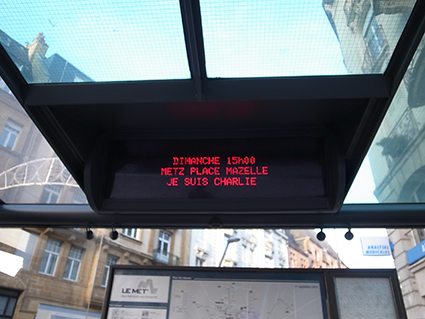 DIMANCHE 15h00
METZ PLACE MAZELLE
JE SUIS CHARLIE
LE MET'